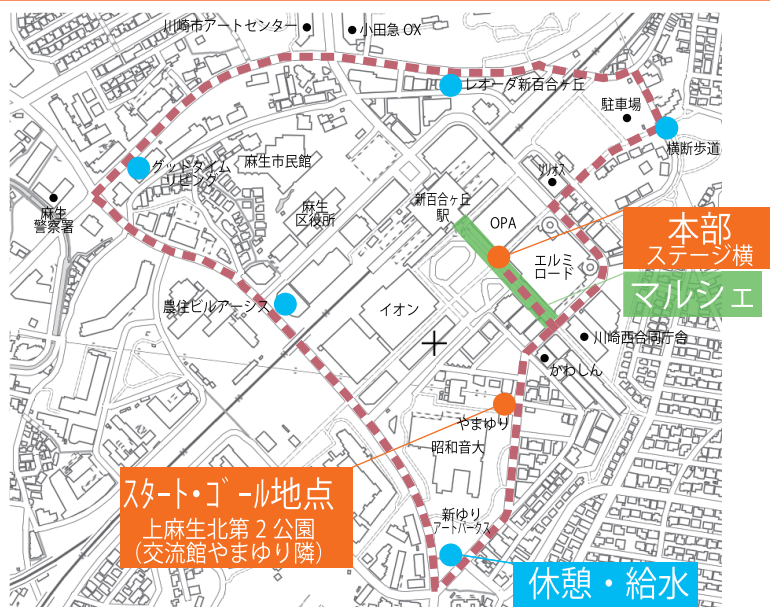 川崎市アートセンター
小田急 OX
レオーダ新百合ヶ丘
駐車場
横断歩道
グッドタイム
リビング
麻生市民館
麻生
警察署
麻生
区役所
新百合ヶ丘
駅
リリオス
OPA
エルミ
ロード
本部
ステージ横
マルシェ
農住ビルアーシス
イオン
川崎西合同庁舎
かわしん
やまゆり
昭和音大
スタート・ゴール地点
上麻生北第2公園
(交流館やまゆり隣)
新ゆり
アートパークス
休憩・給水